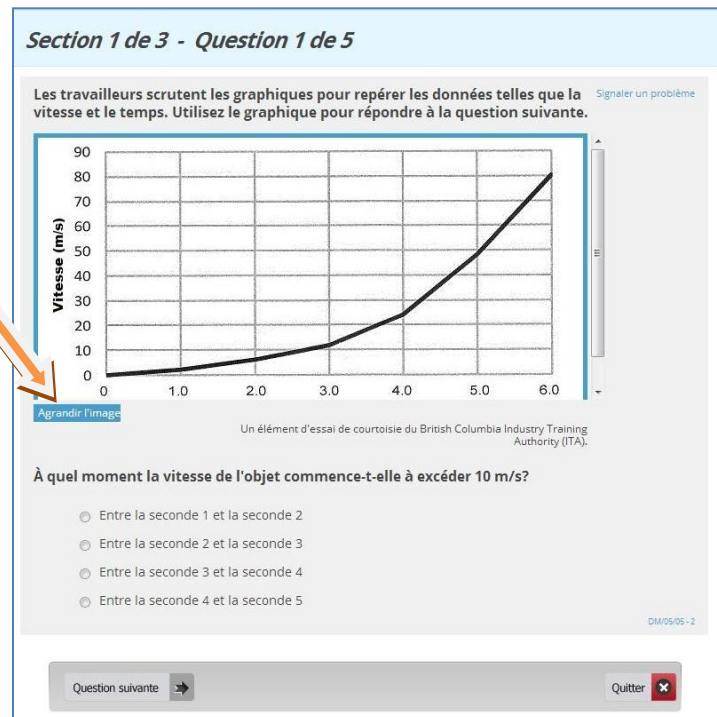 Section 1 de 3 - Question 1 de 5
Les travailleurs scrutent les graphiques pour repérer les données telles que la
vitesse et le temps. Utilisez le graphique pour répondre à la question suivante.
Signaler un problème
90
80
70
60
50
40
30
20
10
0
Vitesse (m/s)
0 1.0 2.0 3.0 4.0 5.0 6.0
Agrandir l'image
Un élément d'essai de courtoisie du British Columbia Industry Training
Authority (ITA).
À quel moment la vitesse de l'objet commence-t-elle à excéder 10 m/s?
Entre la seconde 1 et la seconde 2
Entre la seconde 2 et la seconde 3
Entre la seconde 3 et la seconde 4
Entre la seconde 4 et la seconde 5
DM/05/05 - 2
Question suivante
Quitter